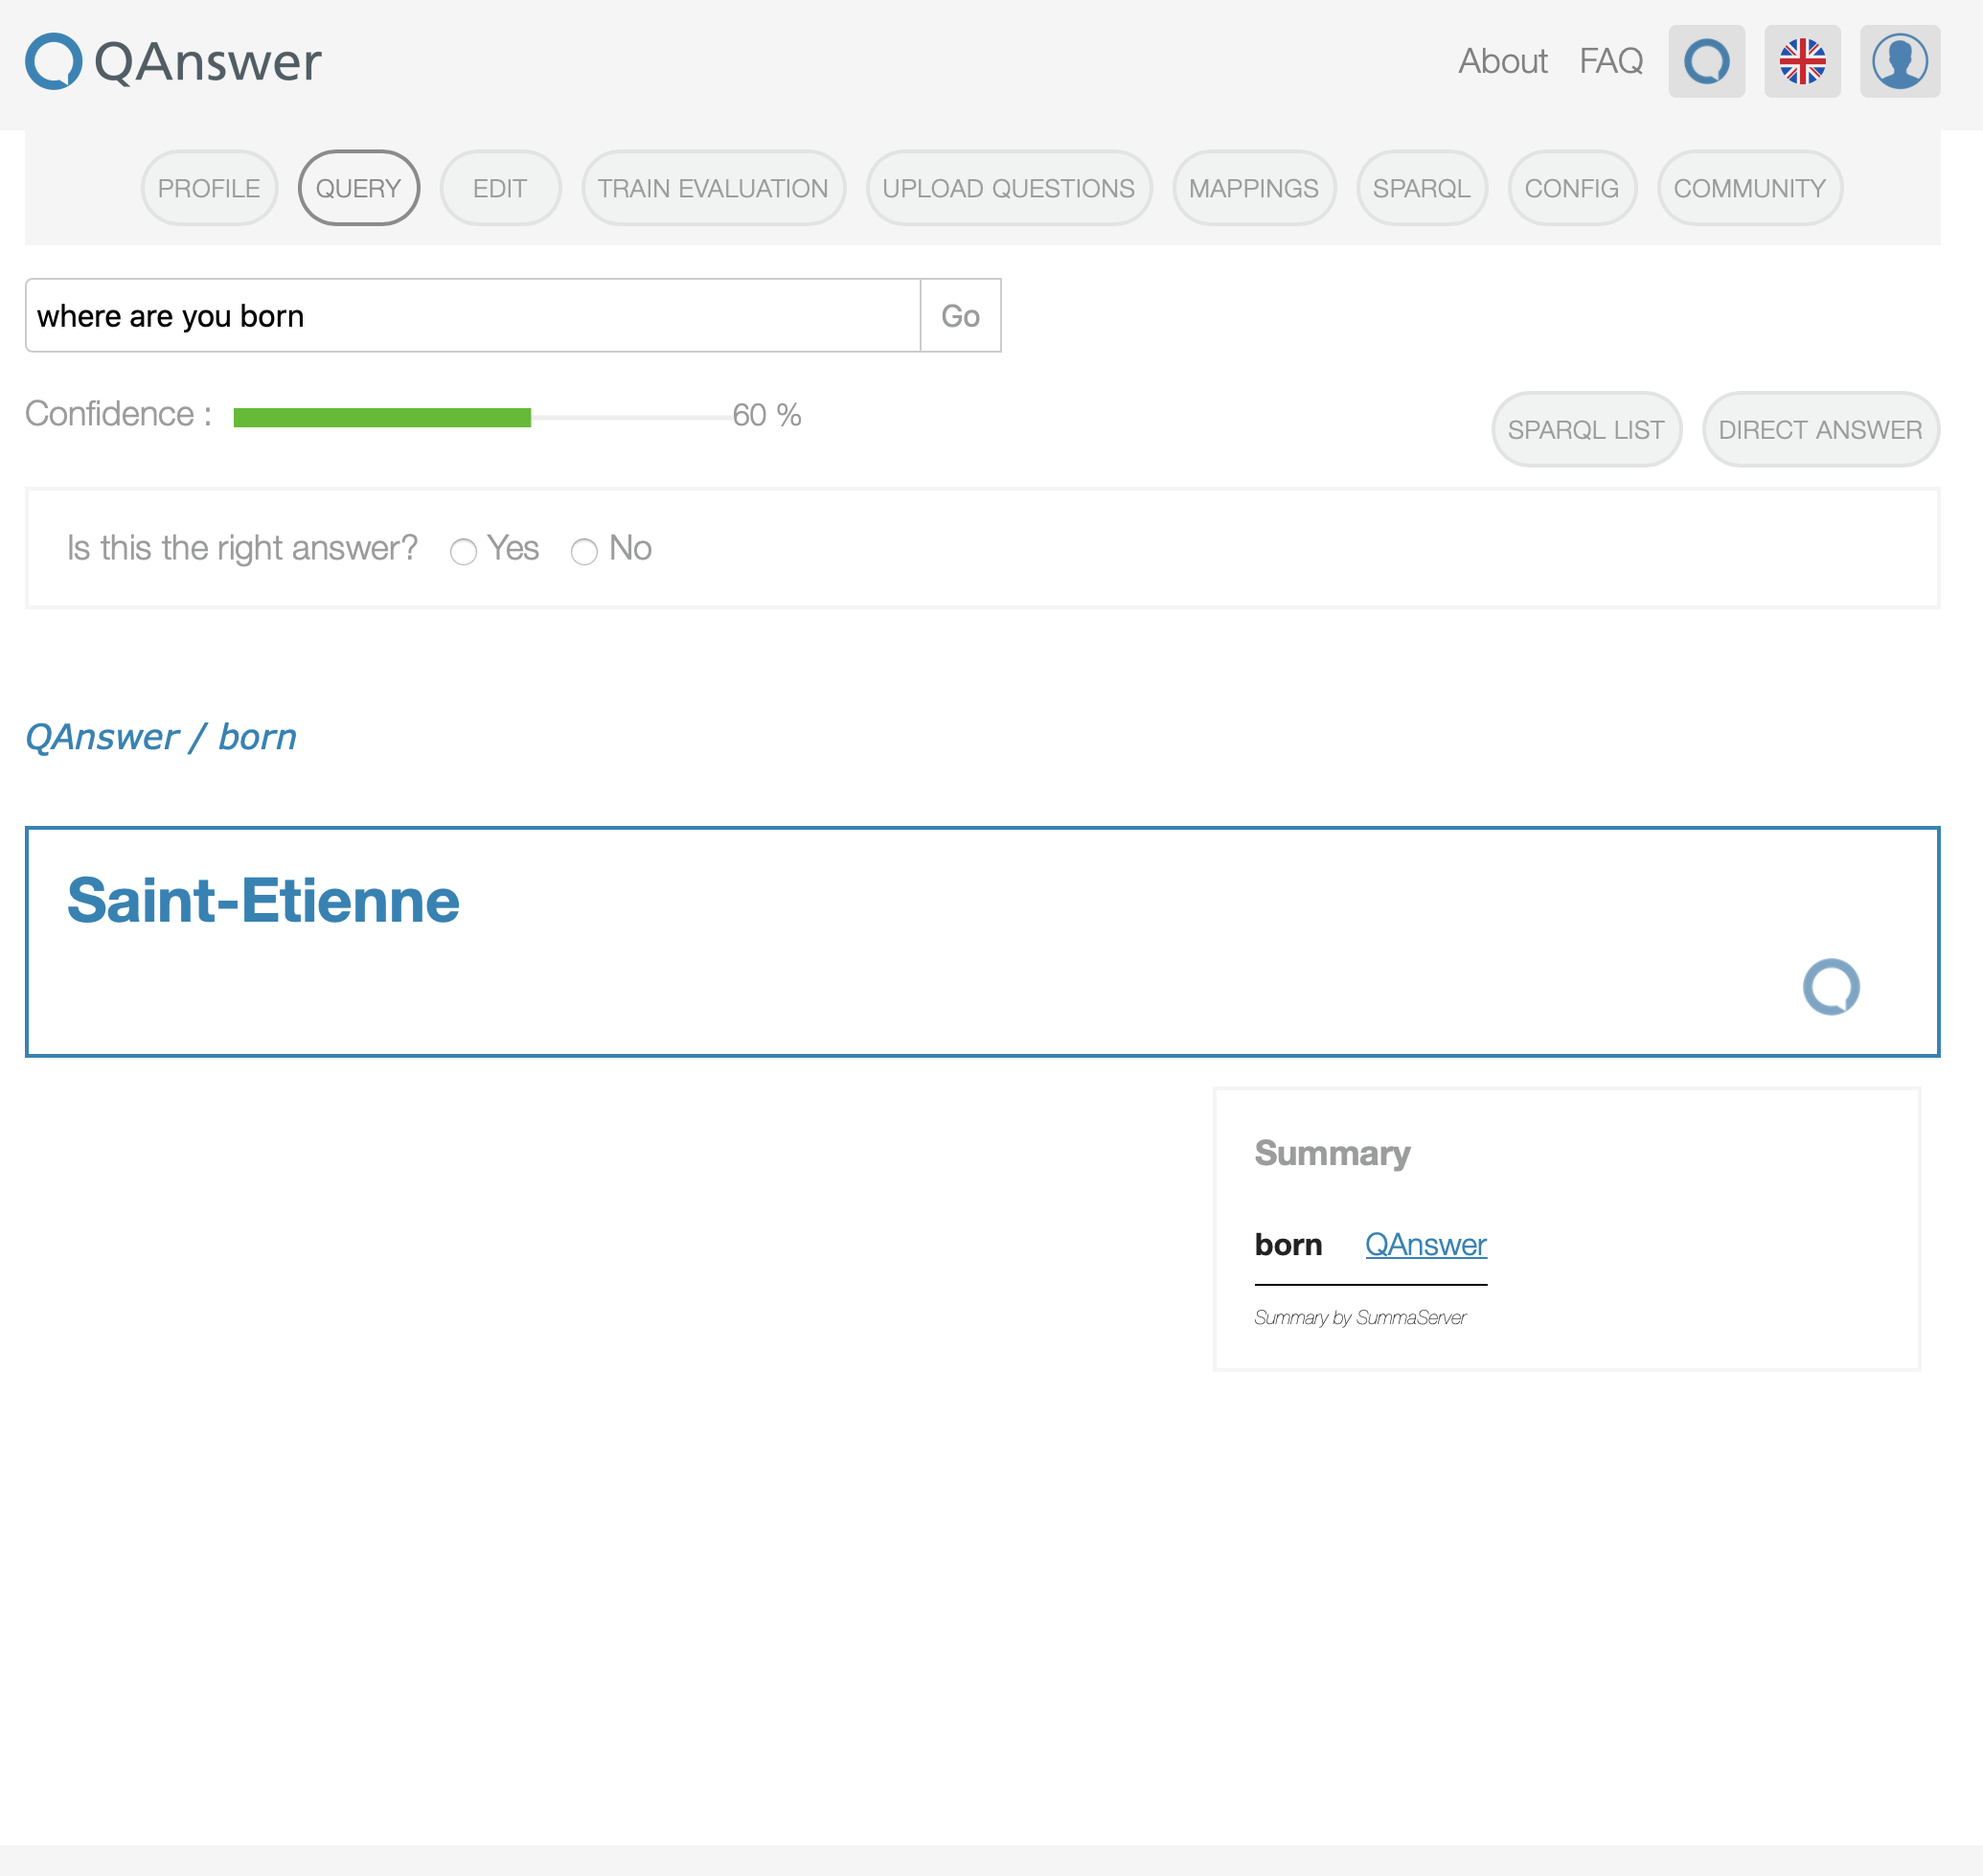 QAnswer
About FAQ
PROFILE QUERY EDIT TRAIN EVALUATION UPLOAD QUESTIONS MAPPINGS SPARQL CONFIG COMMUNITY
where are you born Go
Confidence : 60 %
SPARQL LIST DIRECT ANSWER
Is this the right answer? Yes No
QAnswer / born
Saint-Etienne
Summary
born QAnswer
Summary by SummaServer